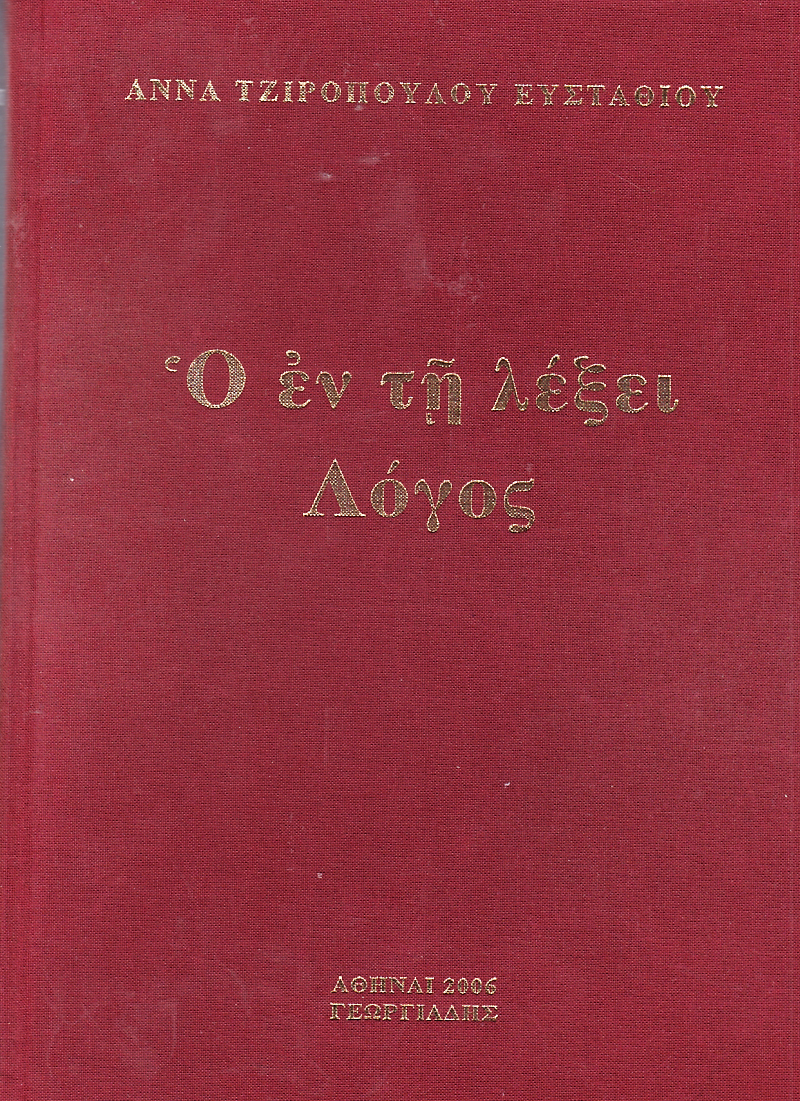 ΑΝΝΑ ΤΖΙΡΟΠΟΥΛΟΥ ΕΥΣΤΑΘΙΟΥ
Ὁ ἐν τῇ λέξει
Λόγος
ΑΘΗΝΑΙ 2006
ΓΕΩΡΓΙΑΔΗΣ